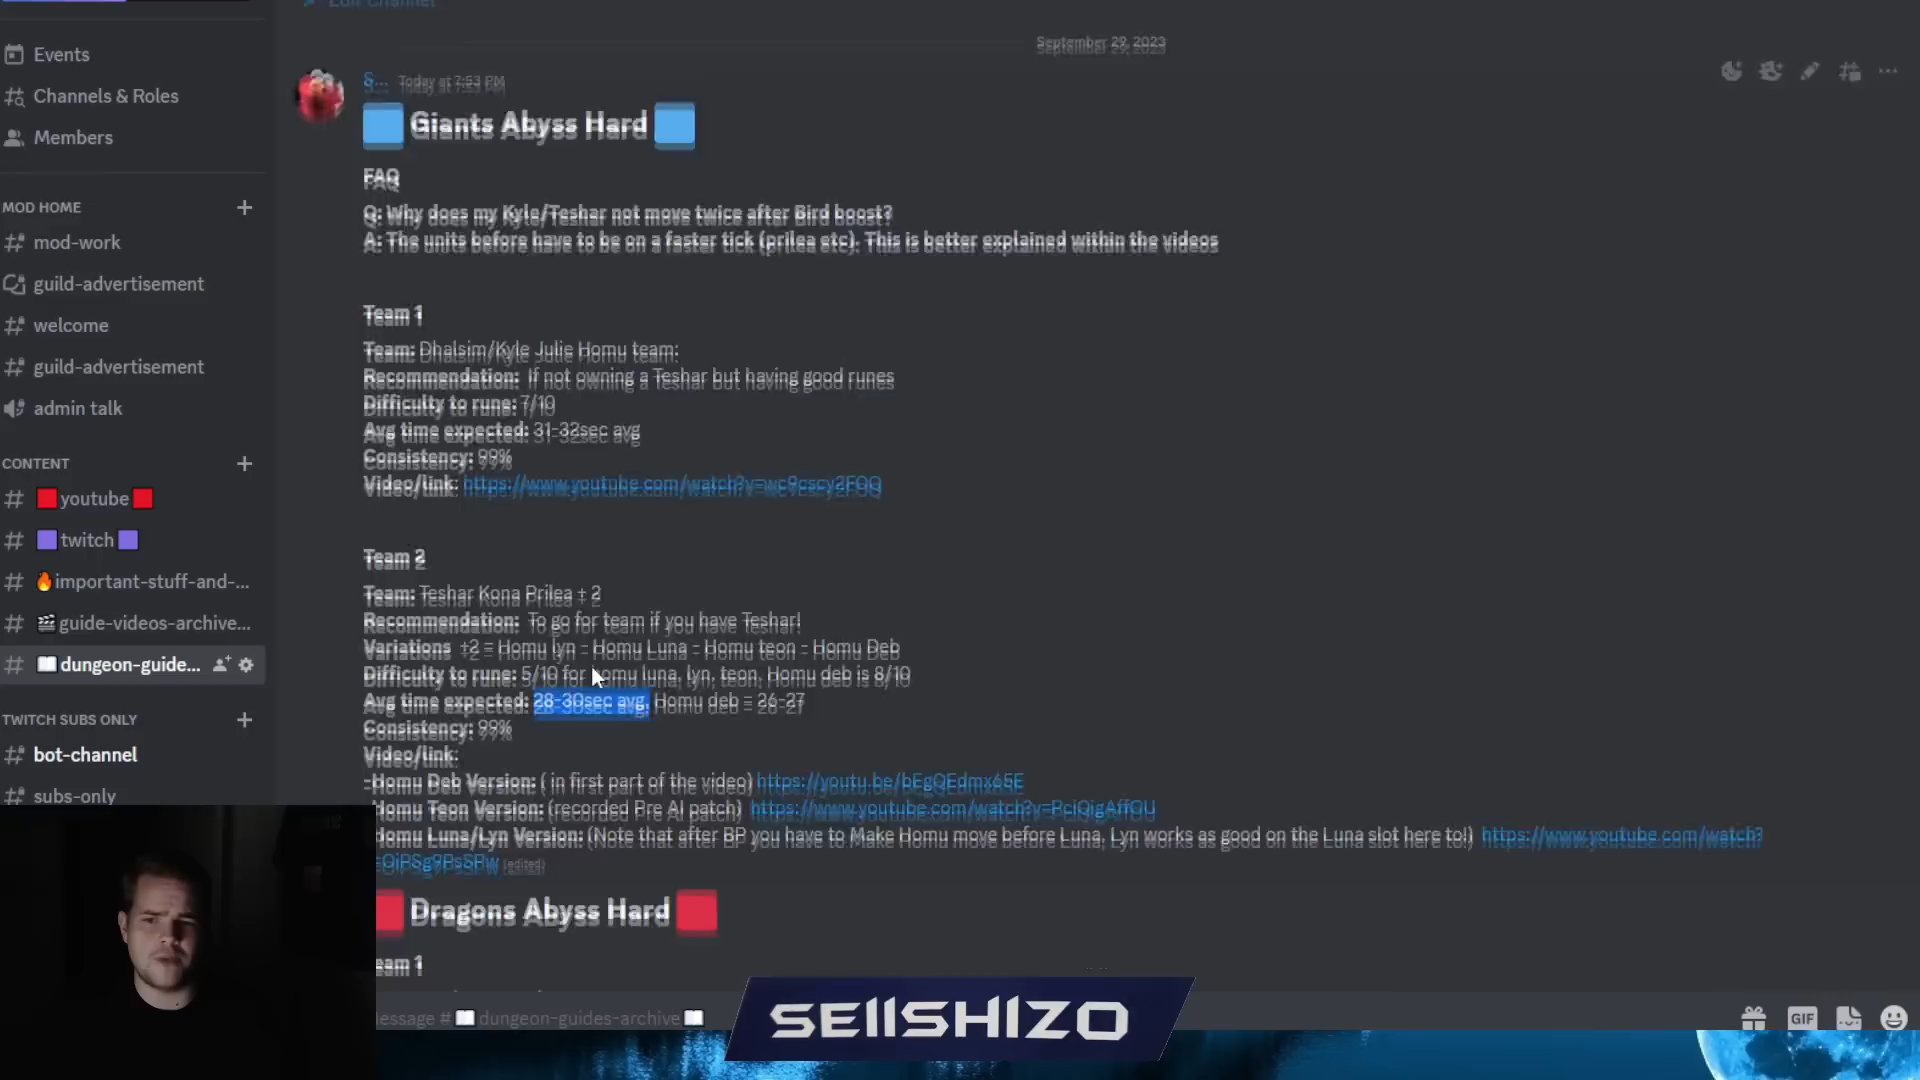 Edit Channel
September 29, 2023
Events
Channels & Roles
Members
MOD HOME
mod-work
guild-advertisement
welcome
guild-advertisement
admin talk
CONTENT
youtube
twitch
important-stuff-and-...
guide-videos-archive...
dungeon-guide...
TWITCH SUBS ONLY
bot-channel
subs-only
S... Today at 7:53 PM
Giants Abyss Hard
FAQ
Q: Why does my Kyle/Teshar not move twice after Bird boost?
A: The units before have to be on a faster tick (prilea etc). This is better explained within the videos
Team 1
Team: Dhalsim/Kyle Julie Homu team:
Recommendation: If not owning a Teshar but having good runes
Difficulty to rune: 7/10
Avg time expected: 31-32sec avg
Consistency: 99%
Video/link: https://www.youtube.com/watch?v=wc9cscy2FOQ
Team 2
Team: Teshar Kona Prilea + 2
Recommendation: To go for team if you have Teshar!
Variations +2 = Homu lyn - Homu Luna - Homu teon - Homu Deb
Difficulty to rune: 5/10 for homu luna, lyn, teon, Homu deb is 8/10
Avg time expected: 28-30sec avg, Homu deb = 26-27
Consistency: 99%
Video/link:
-Homu Deb Version: ( in first part of the video) https://youtu.be/bEgQEdmx65E
Homu Teon Version: (recorded Pre AI patch) https://www.youtube.com/watch?v=PciQjgAffOU
Homu Luna/Lyn Version: (Note that after BP you have to Make Homu move before Luna, Lyn works as good on the Luna slot here to!) https://www.youtube.com/watch?
=OjPSg9PsSPw (edited)
Dragons Abyss Hard
eam 1
essage # dungeon-guides-archive
GIF
SEIISHIZO